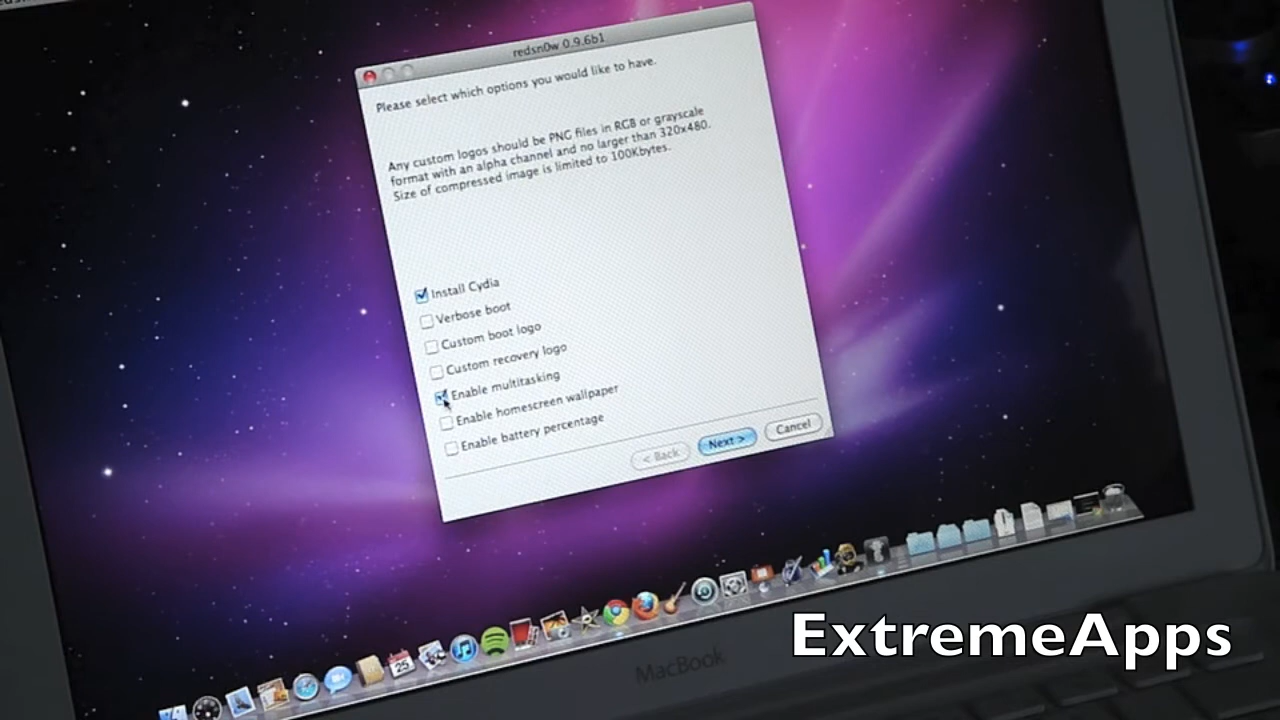 redsn0w 0.9.6b1
Please select which options you would like to have.
Any custom logos should be PNG files in RGB or grayscale
format with an alpha channel and no larger than 320x480.
Size of compressed image is limited to 100Kbytes.
Install Cydia
Verbose boot
Custom boot logo
Custom recovery logo
Enable multitasking
Enable homescreen wallpaper
Enable battery percentage
< Back
Next >
Cancel
25
MacBook
ExtremeApps